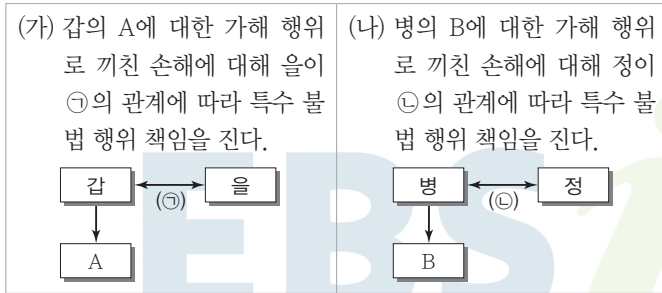 (가) 갑의 A에 대한 가해 행위
로 끼친 손해에 대해 을이
㉠의 관계에 따라 특수 불
법 행위 책임을 진다.
갑
을
(㉠)
A
(나) 병의 B에 대한 가해 행위
로 끼친 손해에 대해 정이
㉡의 관계에 따라 특수 불
법 행위 책임을 진다.
병
정
(㉡)
B
EBSi